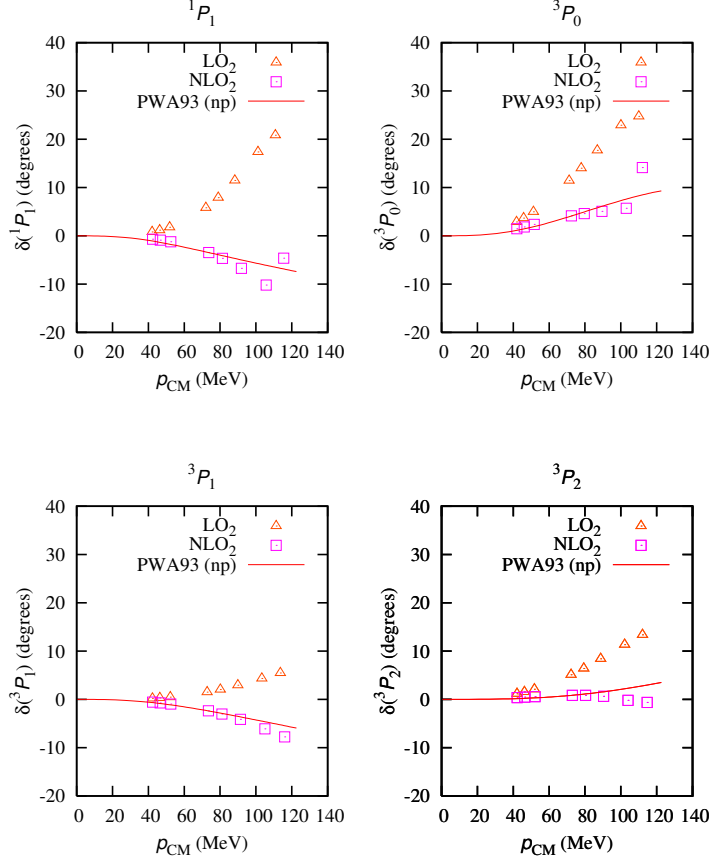 ¹P₁
40
30
20
10
0
-10
-20
0 20 40 60 80 100 120 140
δ(¹P₁) (degrees)
p_CM (MeV)
LO₂
NLO₂
PWA93 (np)
³P₀
40
30
20
10
0
-10
-20
0 20 40 60 80 100 120 140
δ(³P₀) (degrees)
p_CM (MeV)
LO₂
NLO₂
PWA93 (np)
³P₁
40
30
20
10
0
-10
-20
0 20 40 60 80 100 120 140
δ(³P₁) (degrees)
p_CM (MeV)
LO₂
NLO₂
PWA93 (np)
³P₂
40
30
20
10
0
-10
-20
0 20 40 60 80 100 120 140
δ(³P₂) (degrees)
p_CM (MeV)
LO₂
NLO₂
PWA93 (np)